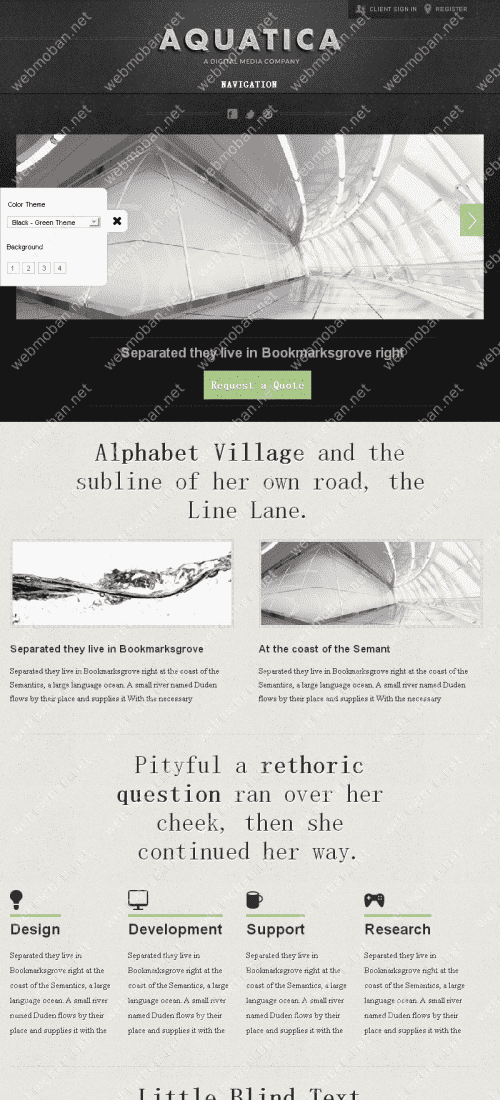 CLIENT SIGN IN
REGISTER
AQUATICA
A DIGITAL MEDIA COMPANY
NAVIGATION
Color Theme
Black - Green Theme
Background
1 2 3 4
Separated they live in Bookmarksgrove right
Request a Quote
Alphabet Village and the
subline of her own road, the
Line Lane.
Separated they live in Bookmarksgrove
Separated they live in Bookmarksgrove right at the coast of the
Semantics, a large language ocean. A small river named Duden
flows by their place and supplies it With the necessary
At the coast of the Semant
Separated they live in Bookmarksgrove right at the coast of the
Semantics, a large language ocean. A small river named Duden
flows by their place and supplies it With the necessary
Pityful a rethoric
question ran over her
cheek, then she
continued her way.
Design
Separated they live in
Bookmarksgrove right at the
coast of the Semantics, a large
language ocean. A small river
named Duden flows by their
place and supplies it with the
Development
Separated they live in
Bookmarksgrove right at the
coast of the Semantics, a large
language ocean. A small river
named Duden flows by their
place and supplies it with the
Support
Separated they live in
Bookmarksgrove right at the
coast of the Semantics, a large
language ocean. A small river
named Duden flows by their
place and supplies it with the
Research
Separated they live in
Bookmarksgrove right at the
coast of the Semantics, a large
language ocean. A small river
named Duden flows by their
place and supplies it with the
Little Blind Text
webmoban.net